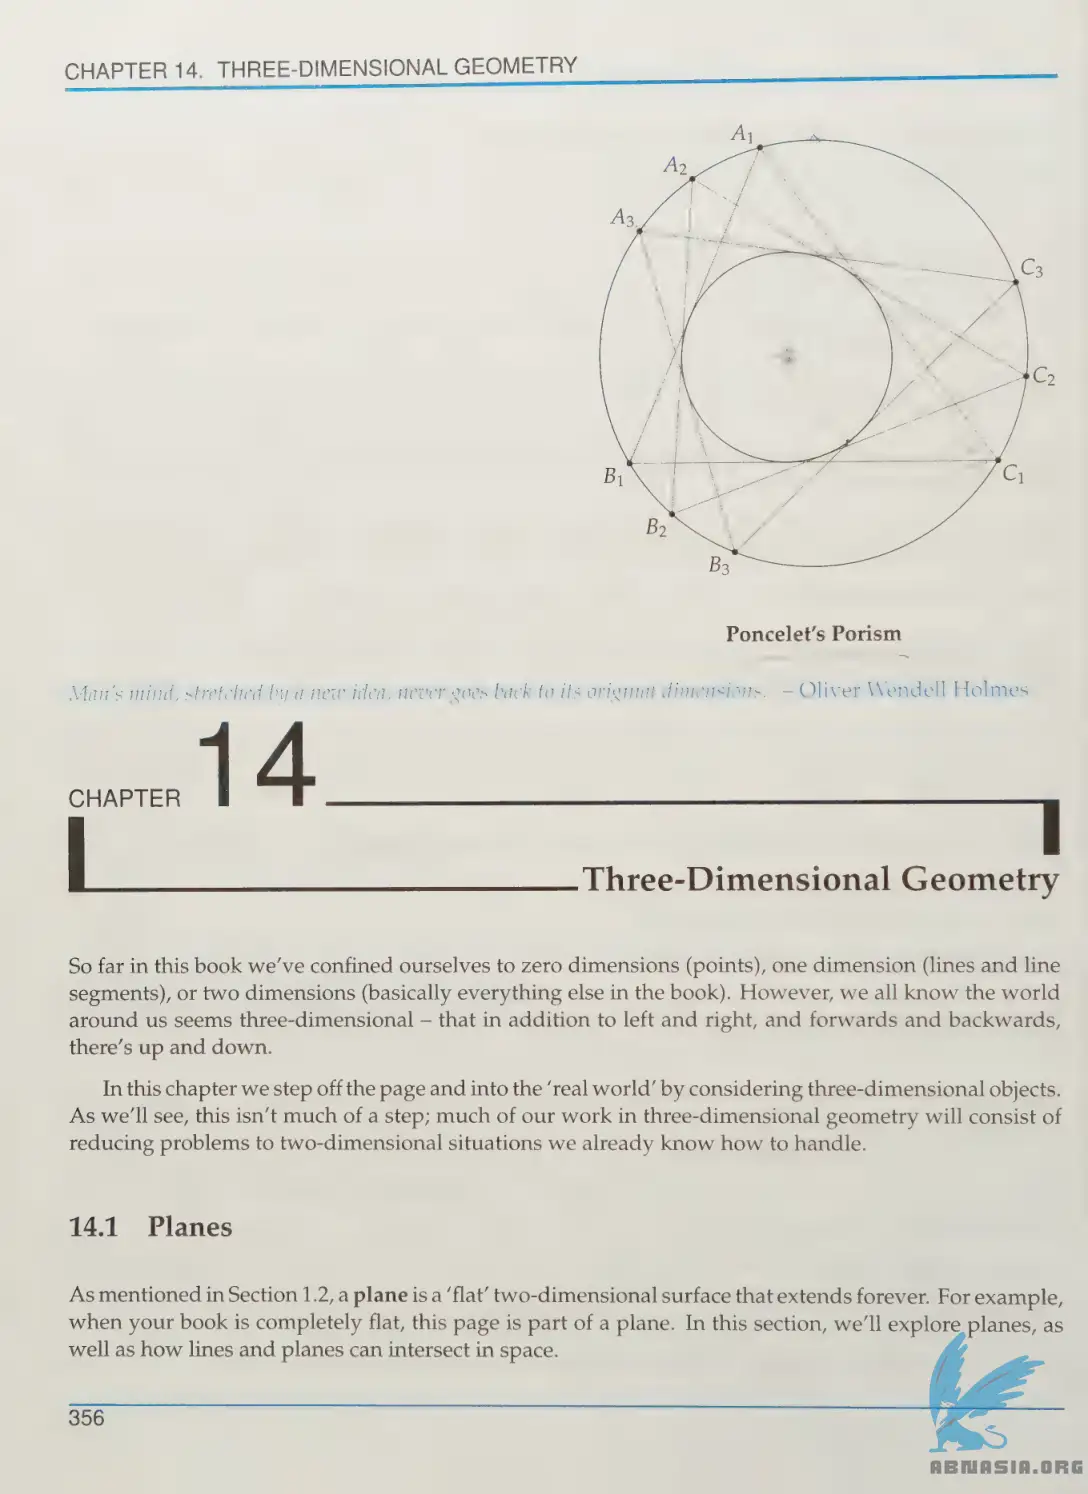 CHAPTER 14. THREE-DIMENSIONAL GEOMETRY
A1
A2
A3
C3
C2
B1
C1
B2
B3
Poncelet's Porism
Man's mind, stretched by a new idea, never goes back to its original dimensions. – Oliver Wendell Holmes
CHAPTER 14
Three-Dimensional Geometry
So far in this book we've confined ourselves to zero dimensions (points), one dimension (lines and line
segments), or two dimensions (basically everything else in the book). However, we all know the world
around us seems three-dimensional – that in addition to left and right, and forwards and backwards,
there's up and down.
In this chapter we step off the page and into the 'real world' by considering three-dimensional objects.
As we'll see, this isn't much of a step; much of our work in three-dimensional geometry will consist of
reducing problems to two-dimensional situations we already know how to handle.
14.1 Planes
As mentioned in Section 1.2, a plane is a 'flat' two-dimensional surface that extends forever. For example,
when your book is completely flat, this page is part of a plane. In this section, we'll explore planes, as
well as how lines and planes can intersect in space.
356
ABNASIA.ORG